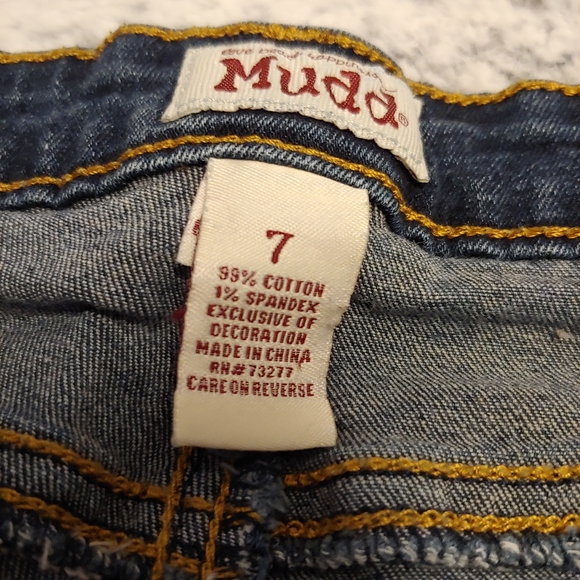 Mudd®
7
99% COTTON
1% SPANDEX
EXCLUSIVE OF
DECORATION
MADE IN CHINA
RN#73277
CARE ON REVERSE